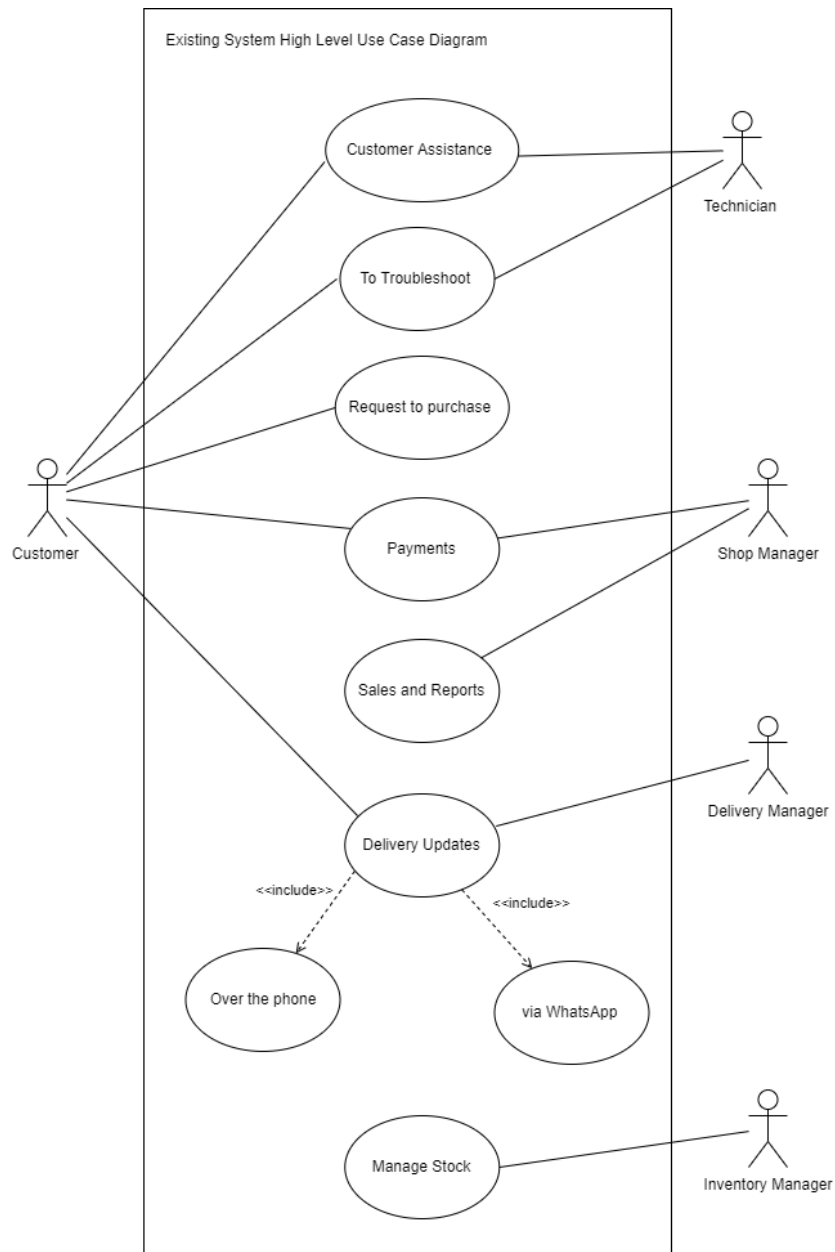 Existing System High Level Use Case Diagram
Customer Assistance
Technician
To Troubleshoot
Request to purchase
Customer
Payments
Shop Manager
Sales and Reports
Delivery Manager
Delivery Updates
<<include>>
<<include>>
Over the phone
via WhatsApp
Manage Stock
Inventory Manager